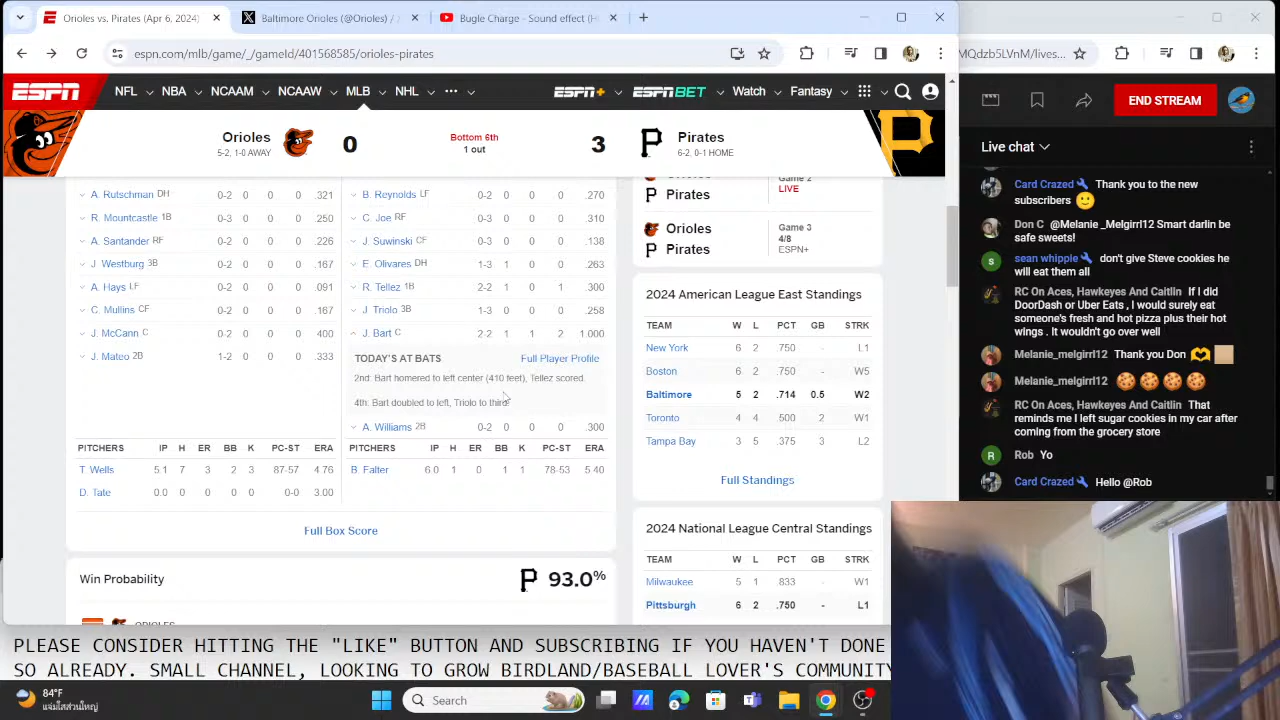 Orioles vs. Pirates (Apr 6, 2024)
Baltimore Orioles (@Orioles) /
Bugle Charge - Sound effect (H
espn.com/mlb/game/_/gameId/401568585/orioles-pirates
MQdzb5LVnM/lives...
ESPN NFL NBA NCAAM NCAAW MLB NHL ••• ESPN+ ESPN BET Watch Fantasy
END STREAM
Orioles
5-2, 1-0 AWAY
0
Bottom 6th
1 out
3
Pirates
6-2, 0-1 HOME
A. Rutschman DH 0-2 0 0 0 .321
R. Mountcastle 1B 0-3 0 0 0 .250
A. Santander RF 0-2 0 0 0 .226
J. Westburg 3B 0-2 0 0 0 .167
A. Hays LF 0-2 0 0 0 .091
C. Mullins CF 0-2 0 0 0 .167
J. McCann C 0-2 0 0 0 .400
J. Mateo 2B 1-2 0 0 0 .333
B. Reynolds LF 0-2 0 0 0 .270
C. Joe RF 0-3 0 0 0 .310
J. Suwinski CF 0-3 0 0 0 .138
E. Olivares DH 1-3 1 0 0 .263
R. Tellez 1B 2-2 1 0 1 .300
J. Triolo 3B 1-3 0 0 0 .258
J. Bart C 2-2 1 1 2 1.000
TODAY'S AT BATS Full Player Profile
2nd: Bart homered to left center (410 feet), Tellez scored.
4th: Bart doubled to left, Triolo to third
A. Williams 2B 0-2 0 0 0 .300
PITCHERS IP H ER BB K PC-ST ERA
T. Wells 5.1 7 3 2 3 87-57 4.76
D. Tate 0.0 0 0 0 0 0-0 3.00
PITCHERS IP H ER BB K PC-ST ERA
B. Falter 6.0 1 0 1 1 78-53 5.40
Full Box Score
Win Probability
93.0%
ORIOLES
Pirates
Game 2
LIVE
Orioles
Pirates
Game 3
4/8
ESPN+
2024 American League East Standings
TEAM W L PCT GB STRK
New York 6 2 .750 - L1
Boston 6 2 .750 - W5
Baltimore 5 2 .714 0.5 W2
Toronto 4 4 .500 2 W1
Tampa Bay 3 5 .375 3 L2
Full Standings
2024 National League Central Standings
TEAM W L PCT GB STRK
Milwaukee 5 1 .833 - W1
Pittsburgh 6 2 .750 - L1
Live chat
Card Crazed Thank you to the new
subscribers
Don C @Melanie _Melgirrl12 Smart darlin be
safe sweets!
sean whipple don't give Steve cookies he
will eat them all
RC On Aces, Hawkeyes And Caitlin If I did
DoorDash or Uber Eats , I would surely eat
someone's fresh and hot pizza plus their hot
wings . It wouldn't go over well
Melanie_melgirrl12 Thank you Don
Melanie_melgirrl12
RC On Aces, Hawkeyes And Caitlin That
reminds me I left sugar cookies in my car after
coming from the grocery store
Rob Yo
Card Crazed Hello @Rob
PLEASE CONSIDER HITTING THE "LIKE" BUTTON AND SUBSCRIBING IF YOU HAVEN'T DONE
SO ALREADY. SMALL CHANNEL, LOOKING TO GROW BIRDLAND/BASEBALL LOVER'S COMMUNITY
84°F
แจ่มใสส่วนใหญ่
Search